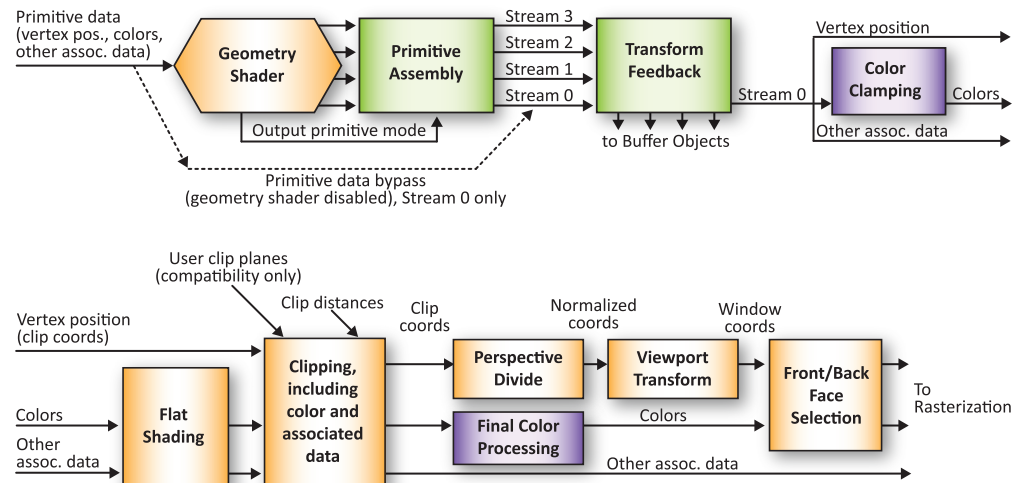 Primitive data
(vertex pos., colors,
other assoc. data)
Geometry
Shader
Primitive
Assembly
Stream 3
Stream 2
Stream 1
Stream 0
Transform
Feedback
Output primitive mode
to Buffer Objects
Primitive data bypass
(geometry shader disabled), Stream 0 only
Stream 0
Vertex position
Color
Clamping
Colors
Other assoc. data
User clip planes
(compatibility only)
Clip distances
Vertex position
(clip coords)
Colors
Other
assoc. data
Flat
Shading
Clipping,
including
color and
associated
data
Clip
coords
Perspective
Divide
Normalized
coords
Viewport
Transform
Window
coords
Final Color
Processing
Colors
Front/Back
Face
Selection
Other assoc. data
To
Rasterization